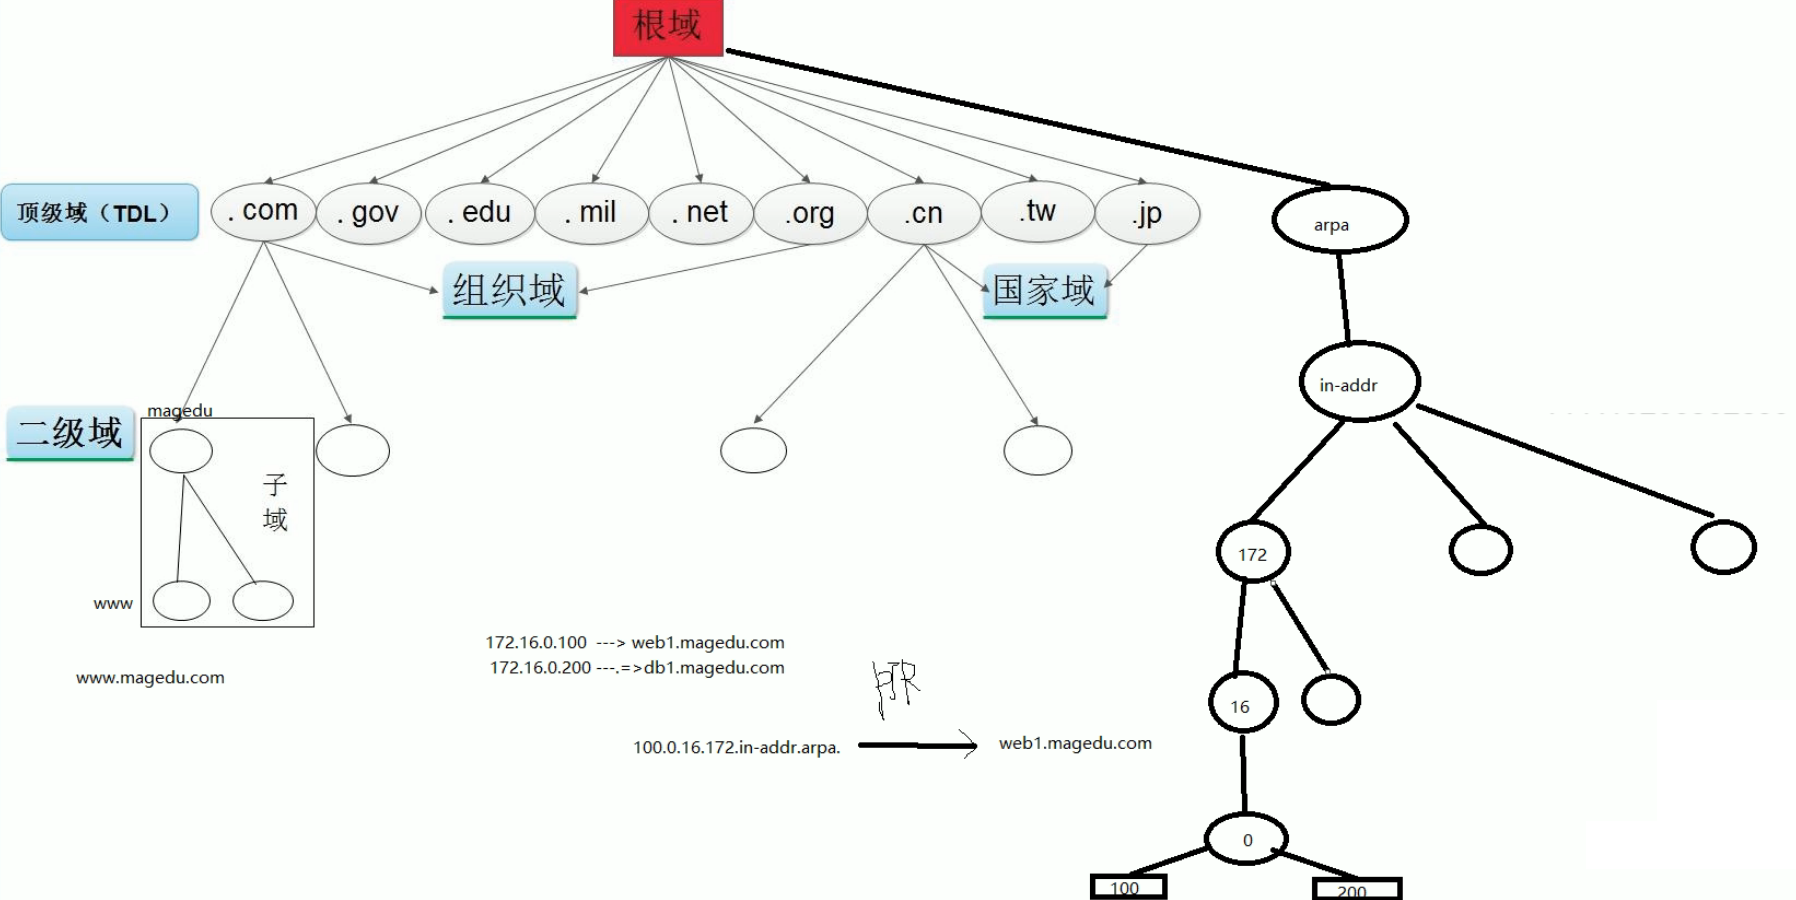 根域
顶级域（TDL）
. com
. gov
. edu
. mil
. net
.org
.cn
.tw
.jp
arpa
组织域
国家域
in-addr
二级域
magedu
子
域
172
www
172.16.0.100 ---> web1.magedu.com
172.16.0.200 ---.=>db1.magedu.com
www.magedu.com
PTR
16
100.0.16.172.in-addr.arpa.
web1.magedu.com
0
100
200